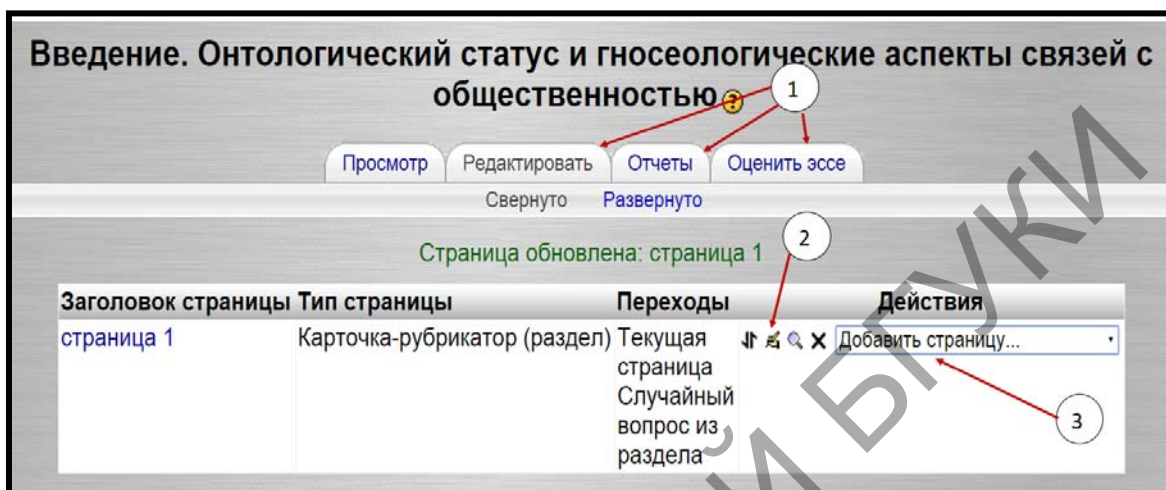 Введение. Онтологический статус и гносеологические аспекты связей с
общественностью ?
1
Просмотр Редактировать Отчеты Оценить эссе
Свернуто Развернуто
Страница обновлена: страница 1
2
Заголовок страницы Тип страницы Переходы Действия
страница 1 Карточка-рубрикатор (раздел) Текущая Добавить страницу...
страница
Случайный
вопрос из
раздела
3
Й БГУКИ